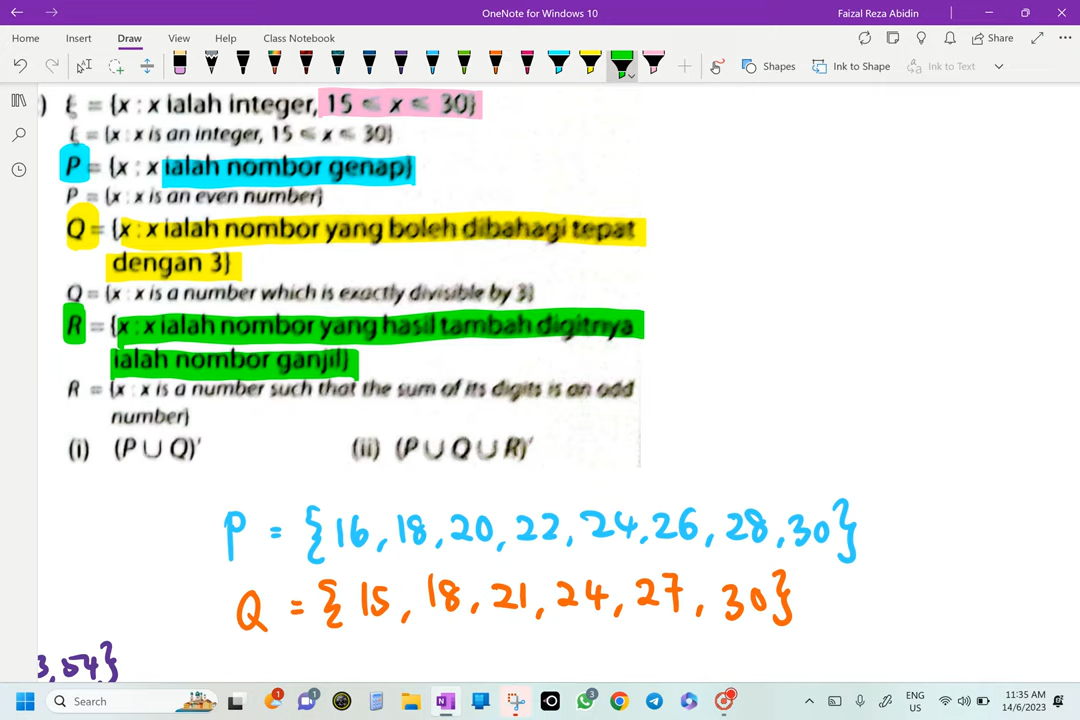 OneNote for Windows 10
Faizal Reza Abidin
Home Insert Draw View Help Class Notebook
Share
Shapes Ink to Shape Ink to Text
) ξ = {x : x ialah integer, 15 ⩽ x ⩽ 30}
ξ = {x : x is an integer, 15 ⩽ x ⩽ 30}
P = {x : x ialah nombor genap}
P = {x : x is an even number}
Q = {x : x ialah nombor yang boleh dibahagi tepat
dengan 3}
Q = {x : x is a number which is exactly divisible by 3}
R = {x : x ialah nombor yang hasil tambah digitnya
ialah nombor ganjil}
R = {x : x is a number such that the sum of its digits is an odd
number}
(i) (P ∪ Q)′ (ii) (P ∪ Q ∪ R)′
P = {16, 18, 20, 22, 24, 26, 28, 30}
Q = {15, 18, 21, 24, 27, 30}
3, 54}
Search
1
1
3
ENG
US
11:35 AM
14/6/2023